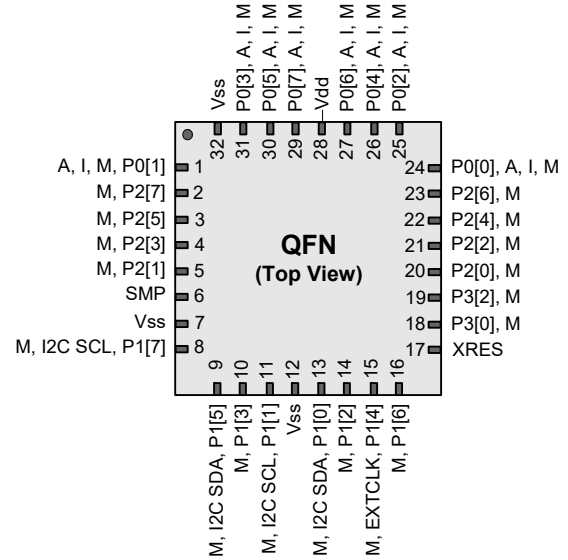 Vss
P0[3], A, I, M
P0[5], A, I, M
P0[7], A, I, M
Vdd
P0[6], A, I, M
P0[4], A, I, M
P0[2], A, I, M
32
31
30
29
28
27
26
25
A, I, M, P0[1] 1
M, P2[7] 2
M, P2[5] 3
M, P2[3] 4
M, P2[1] 5
SMP 6
Vss 7
M, I2C SCL, P1[7] 8
QFN
(Top View)
24 P0[0], A, I, M
23 P2[6], M
22 P2[4], M
21 P2[2], M
20 P2[0], M
19 P3[2], M
18 P3[0], M
17 XRES
9
10
11
12
13
14
15
16
M, I2C SDA, P1[5]
M, P1[3]
M, I2C SCL, P1[1]
Vss
M, I2C SDA, P1[0]
M, P1[2]
M, EXTCLK, P1[4]
M, P1[6]